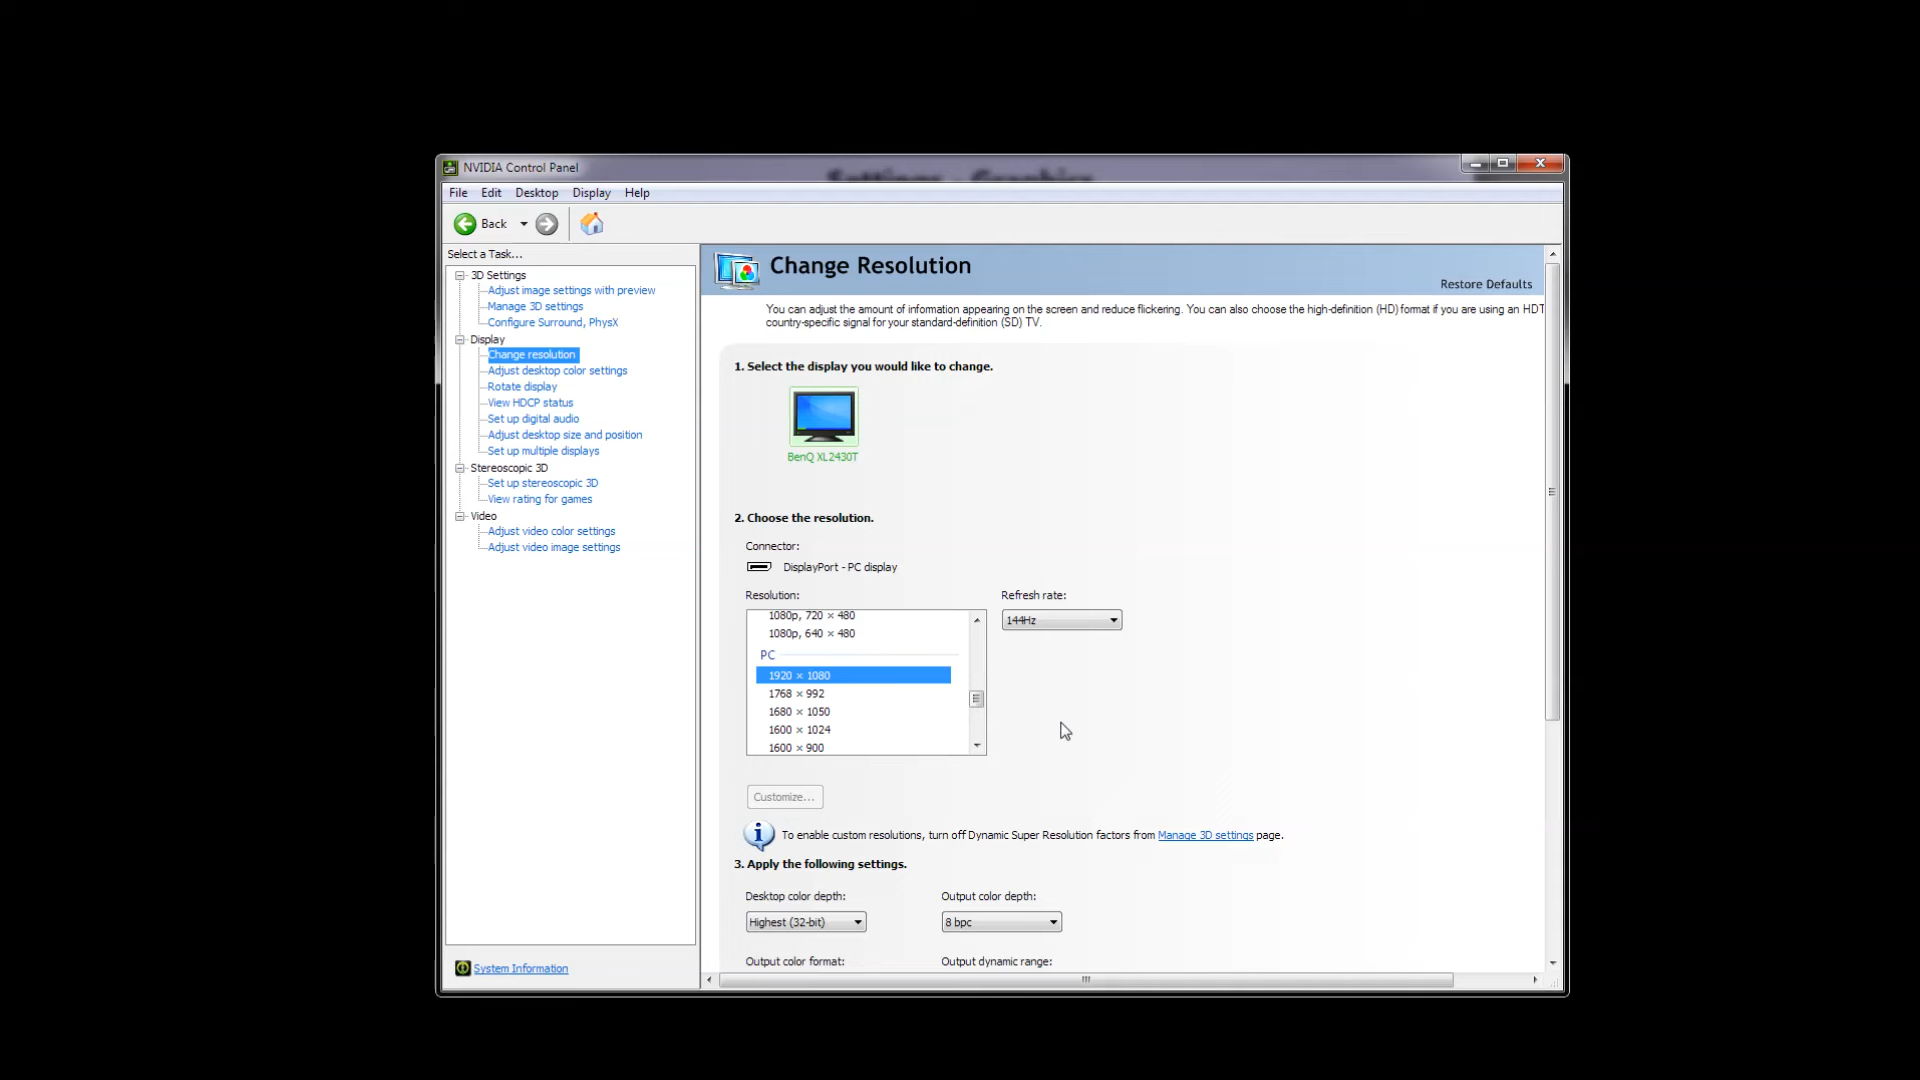 NVIDIA Control Panel
Settings - Graphics
File Edit Desktop Display Help
Back
Select a Task...
3D Settings
Adjust image settings with preview
Manage 3D settings
Configure Surround, PhysX
Display
Change resolution
Adjust desktop color settings
Rotate display
View HDCP status
Set up digital audio
Adjust desktop size and position
Set up multiple displays
Stereoscopic 3D
Set up stereoscopic 3D
View rating for games
Video
Adjust video color settings
Adjust video image settings
System Information
Change Resolution
Restore Defaults
You can adjust the amount of information appearing on the screen and reduce flickering. You can also choose the high-definition (HD) format if you are using an HDT
country-specific signal for your standard-definition (SD) TV.
1. Select the display you would like to change.
BenQ XL2430T
2. Choose the resolution.
Connector:
DisplayPort - PC display
Resolution:
Refresh rate:
1080p, 720 × 480
144Hz
1080p, 640 × 480
PC
1920 × 1080
1768 × 992
1680 × 1050
1600 × 1024
1600 × 900
Customize...
To enable custom resolutions, turn off Dynamic Super Resolution factors from Manage 3D settings page.
3. Apply the following settings.
Desktop color depth:
Output color depth:
Highest (32-bit)
8 bpc
Output color format:
Output dynamic range: